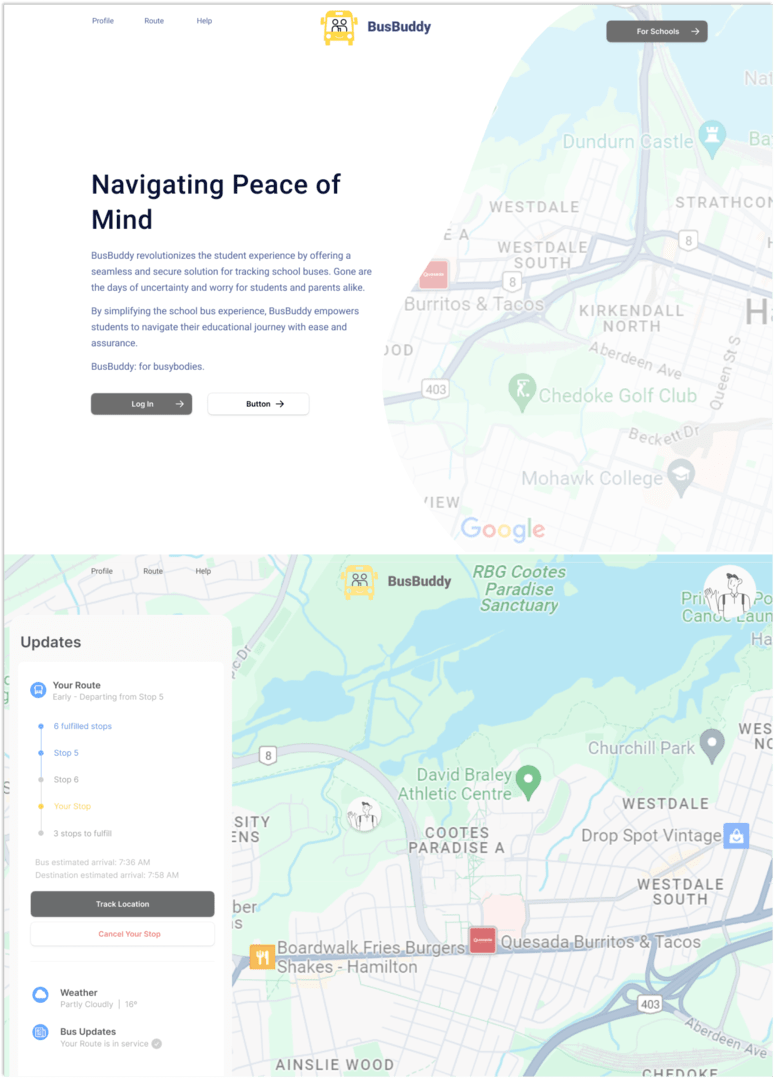 Profile
Route
Help
BusBuddy
For Schools
Navigating Peace of
Mind
BusBuddy revolutionizes the student experience by offering a
seamless and secure solution for tracking school buses. Gone are
the days of uncertainty and worry for students and parents alike.
By simplifying the school bus experience, BusBuddy empowers
students to navigate their educational journey with ease and
assurance.
BusBuddy: for busybodies.
Log In
Button
Nat
Dundurn Castle
Ba
WESTDALE
STRATHCON
E A
WESTDALE
SOUTH
8
8
Burritos & Tacos
KIRKENDALL
NORTH
H
OOD
Aberdeen Ave
Queen St S
403
Chedoke Golf Club
Beckett Dr
Mohawk College
VIEW
Google
Profile
Route
Help
BusBuddy
RBG Cootes
Paradise
Sanctuary
Canoe Laun
Ha
Updates
Your Route
Early - Departing from Stop 5
6 fulfilled stops
Stop 5
Stop 6
Your Stop
3 stops to fulfill
Bus estimated arrival: 7:36 AM
Destination estimated arrival: 7:58 AM
Track Location
Cancel Your Stop
Weather
Partly Cloudly | 16º
Bus Updates
Your Route is in service
8
Churchill Park
WES
NO
David Braley
Athletic Centre
WESTDALE
SITY
ENS
COOTES
PARADISE A
Drop Spot Vintage
WESTDALE
SOUTH
ber
is
Boardwalk Fries Burgers
Shakes - Hamilton
Quesada Burritos & Tacos
403
Aberdeen Ave
AINSLIE WOOD
CHEDOKE